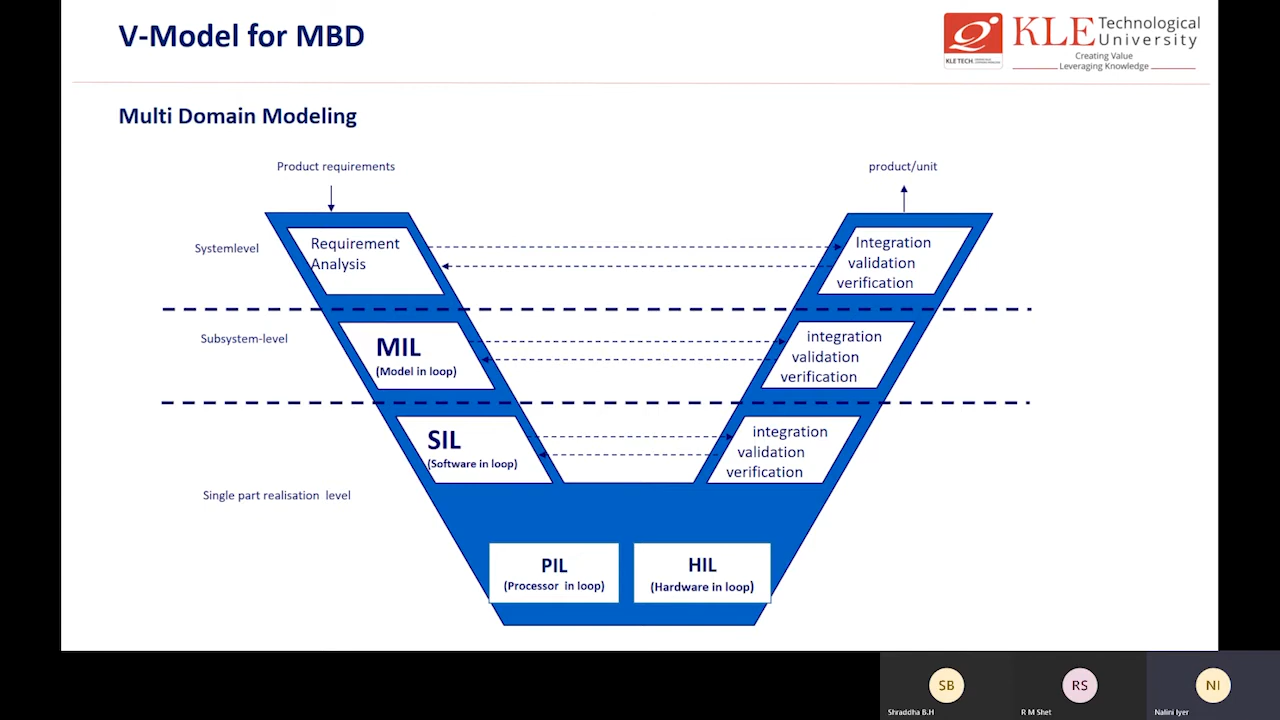 V-Model for MBD
KLE TECH.
KLE Technological
University
Creating Value
Leveraging Knowledge
Multi Domain Modeling
Product requirements
product/unit
Systemlevel
Requirement
Analysis
Integration
validation
verification
Subsystem-level
MIL
(Model in loop)
integration
validation
verification
SIL
(Software in loop)
integration
validation
verification
Single part realisation level
PIL
(Processor in loop)
HIL
(Hardware in loop)
SB
Shraddha B.H
RS
R M Shet
NI
Nalini Iyer